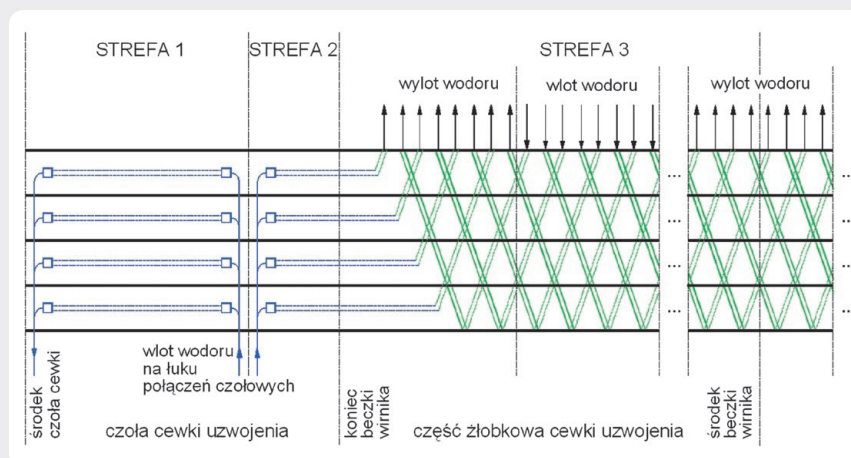 STREFA 1
STREFA 2
STREFA 3
wylot wodoru
wlot wodoru
wylot wodoru
...
...
...
...
...
...
...
...
...
...
...
...
środek
czoła cewki
wlot wodoru
na łuku
połączeń czołowych
koniec
beczki
wirnika
środek
beczki
wirnika
czoła cewki uzwojenia
część żłobkowa cewki uzwojenia